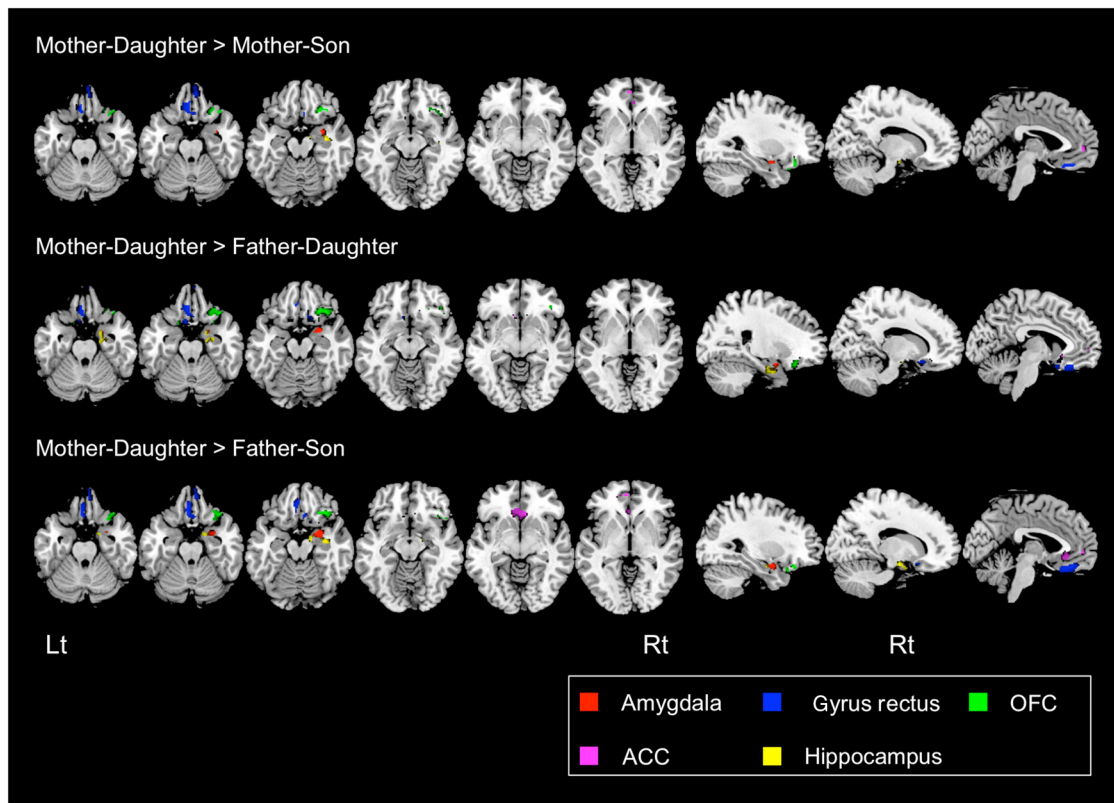 Mother-Daughter > Mother-Son
Mother-Daughter > Father-Daughter
Mother-Daughter > Father-Son
Lt Rt Rt
Amygdala Gyrus rectus OFC
ACC Hippocampus